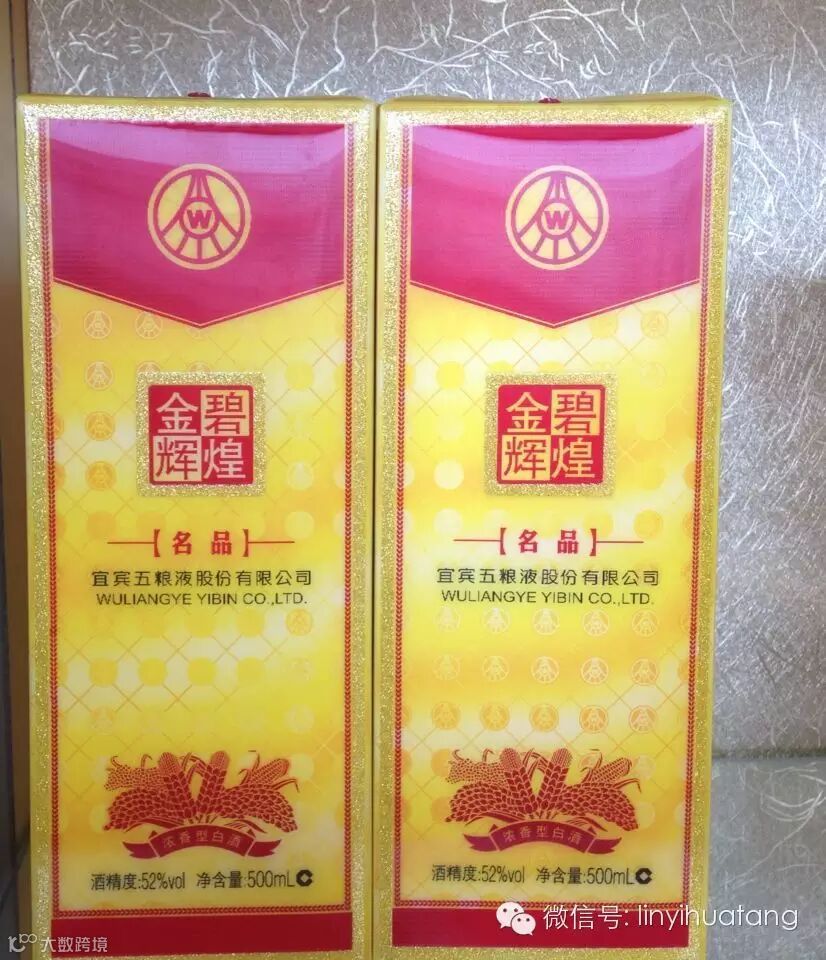 W
金碧
辉煌
【名品】
宜宾五粮液股份有限公司
WULIANGYE YIBIN CO.,LTD.
浓香型白酒
酒精度:52%vol 净含量:500mL C
W
金碧
辉煌
【名品】
宜宾五粮液股份有限公司
WULIANGYE YIBIN CO.,LTD.
浓香型白酒
酒精度:52%vol 净含量:500mL C
微信号: linyihuatang
大数跨境